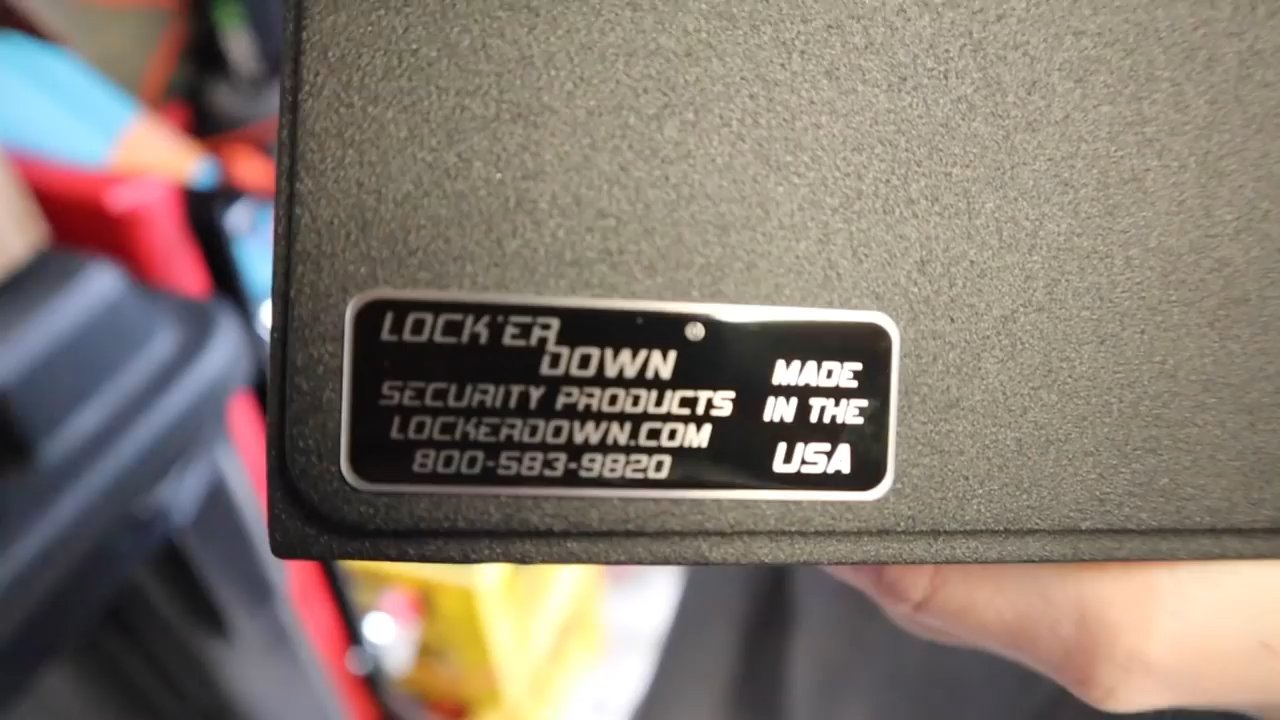 LOCK'ER
DOWN
SECURITY PRODUCTS
LOCKERDOWN.COM
800-583-9820
MADE
IN THE
USA